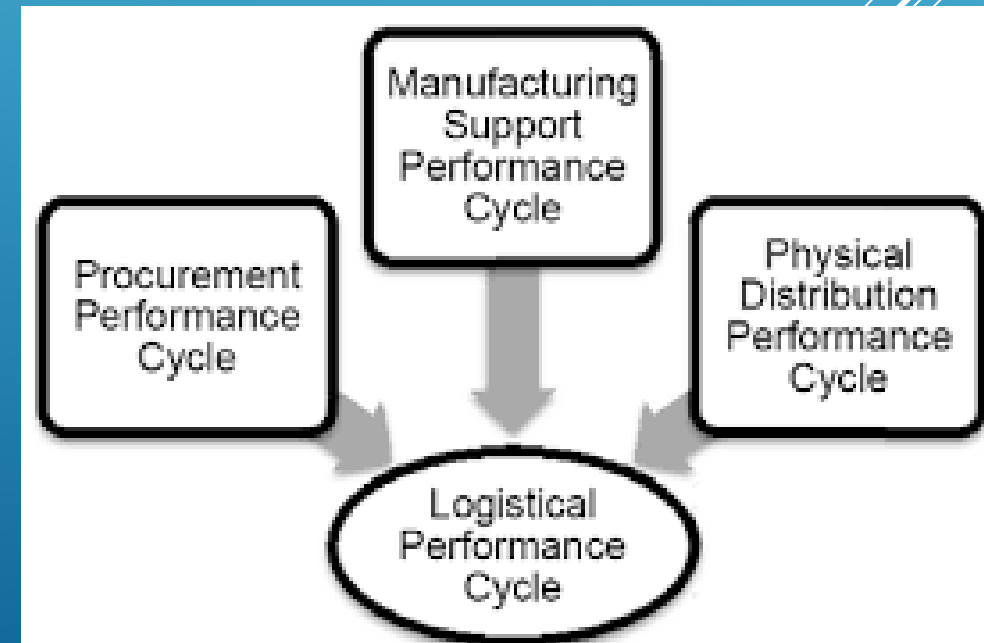 Manufacturing
Support
Performance
Cycle
Procurement
Performance
Cycle
Physical
Distribution
Performance
Cycle
Logistical
Performance
Cycle